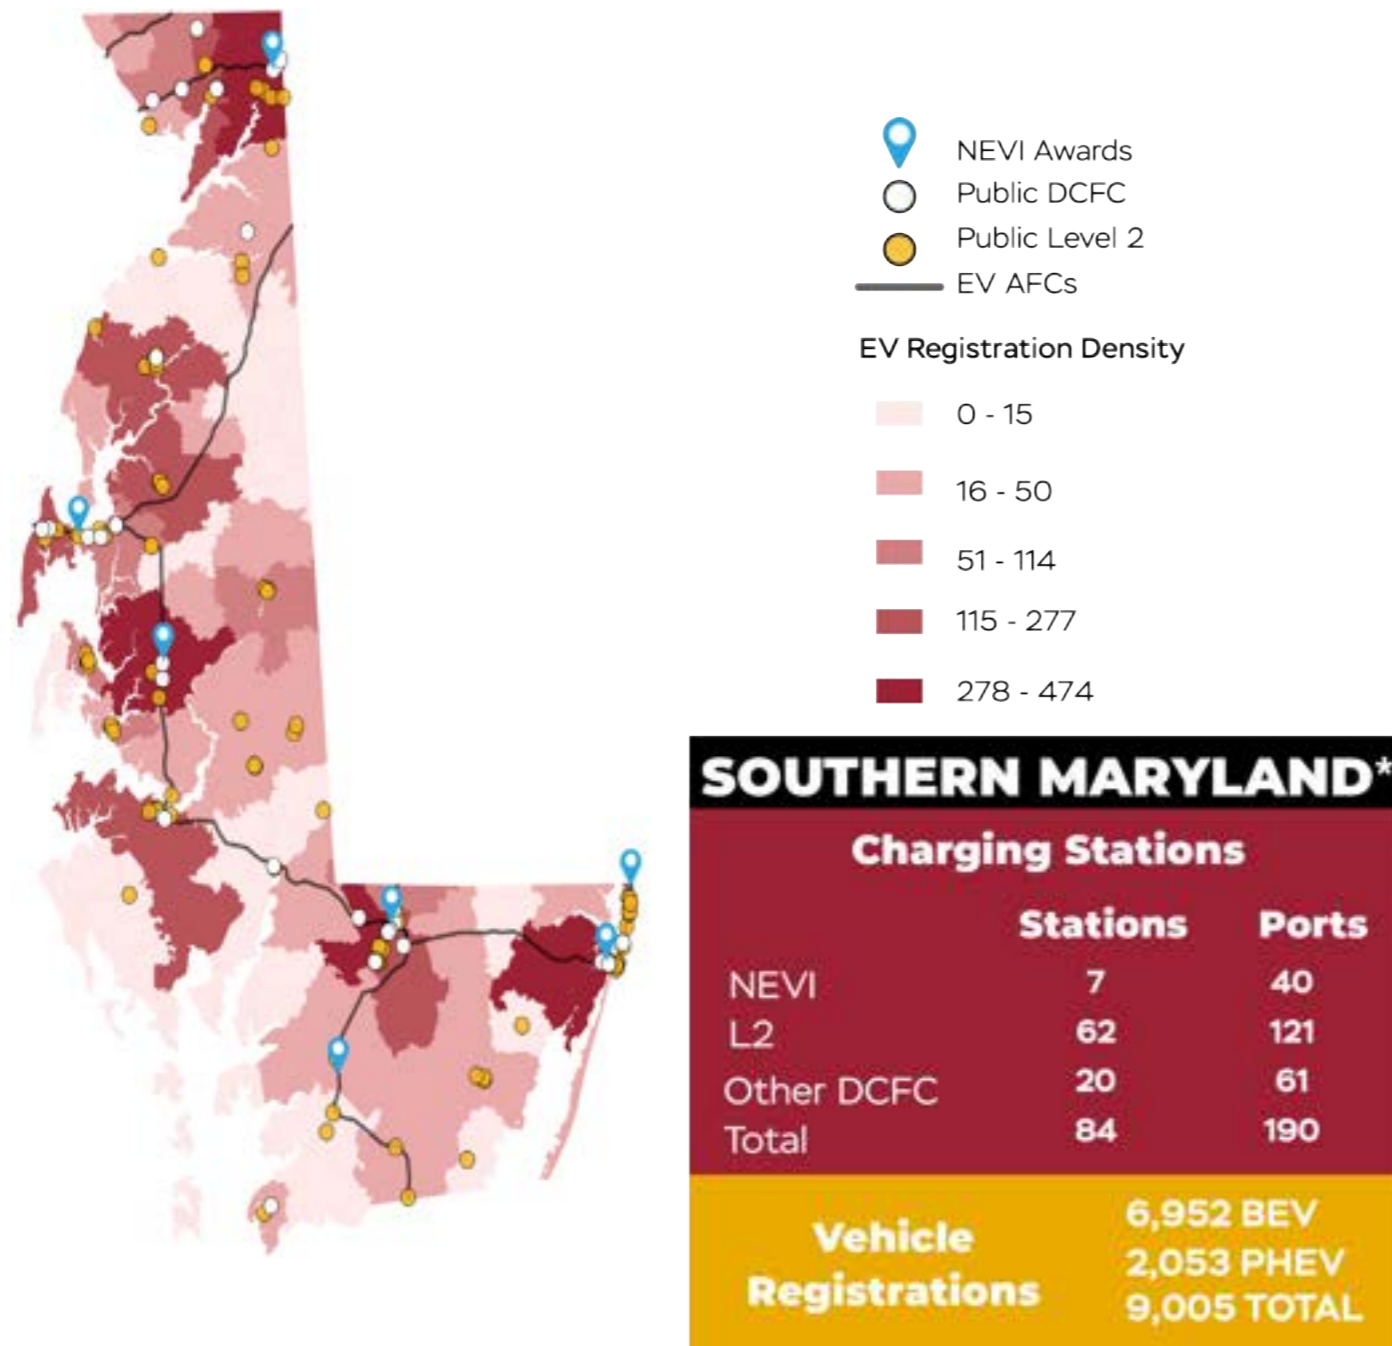 NEVI Awards
Public DCFC
Public Level 2
EV AFCs
EV Registration Density
0 - 15
16 - 50
51 - 114
115 - 277
278 - 474
SOUTHERN MARYLAND*
Charging Stations
Stations Ports
NEVI 7 40
L2 62 121
Other DCFC 20 61
Total 84 190
Vehicle Registrations
6,952 BEV
2,053 PHEV
9,005 TOTAL